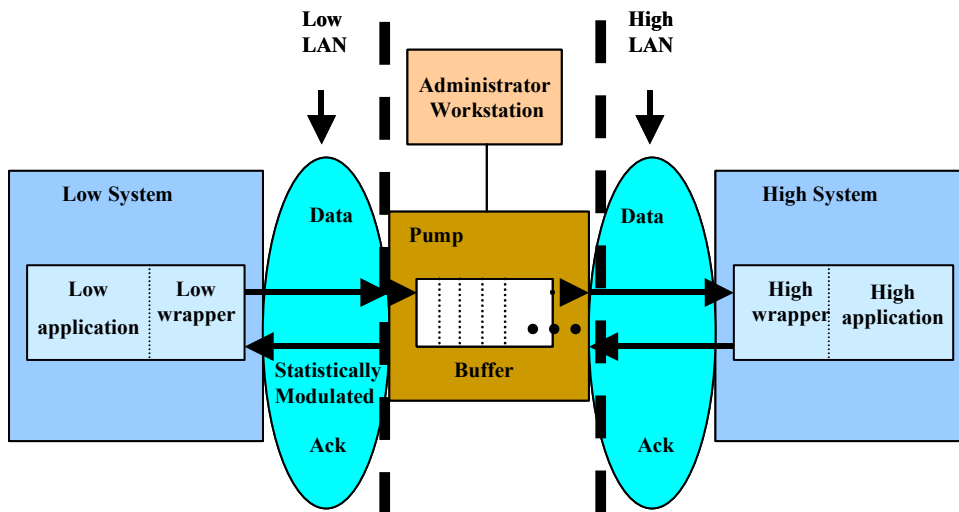 Low
LAN
High
LAN
Administrator
Workstation
Low System
Data
Pump
Data
High System
Low
application
Low
wrapper
High
wrapper
High
application
Statistically
Modulated
Buffer
Ack
Ack